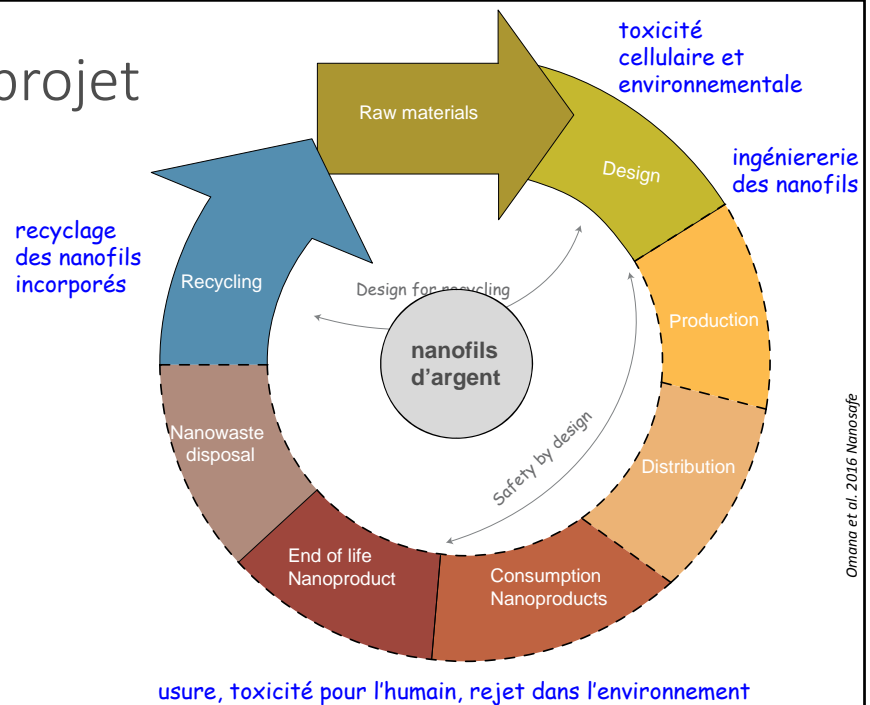 projet
toxicité
cellulaire et
environnementale
Raw materials
Design
ingéniererie
des nanofils
recyclage
des nanofils
incorporés
Recycling
Design for recycling
Production
nanofils
d'argent
Nanowaste
disposal
Safety by design
Distribution
End of life
Nanoproduct
Consumption
Nanoproducts
Omana et al. 2016 Nanosafe
usure, toxicité pour l'humain, rejet dans l'environnement